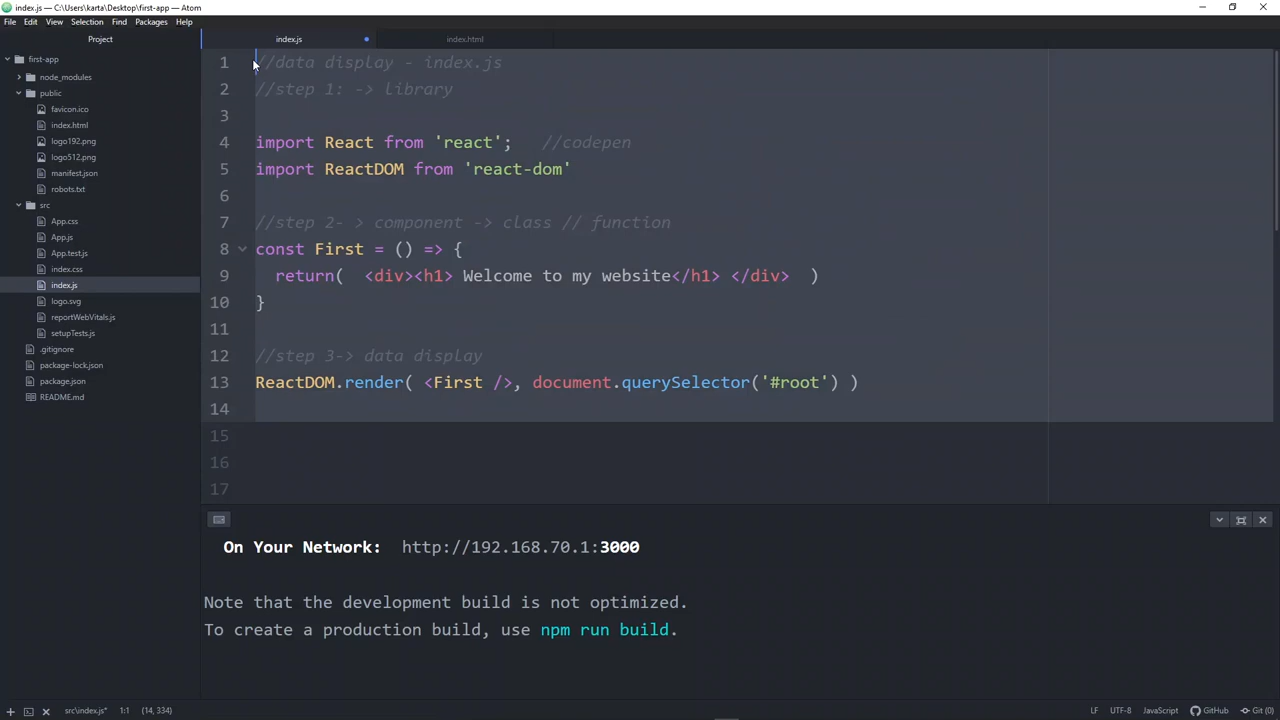 index.js — C:\Users\karta\Desktop\first-app — Atom
File Edit View Selection Find Packages Help
Project
index.js
index.html
first-app
node_modules
public
favicon.ico
index.html
logo192.png
logo512.png
manifest.json
robots.txt
src
App.css
App.js
App.test.js
index.css
index.js
logo.svg
reportWebVitals.js
setupTests.js
.gitignore
package-lock.json
package.json
README.md
1 //data display - index.js
2 //step 1: -> library
3
4 import React from 'react'; //codepen
5 import ReactDOM from 'react-dom'
6
7 //step 2- > component -> class // function
8 const First = () => {
9 return( <div><h1> Welcome to my website</h1> </div> )
10 }
11
12 //step 3-> data display
13 ReactDOM.render( <First />, document.querySelector('#root') )
14
15
16
17
On Your Network: http://192.168.70.1:3000
Note that the development build is not optimized.
To create a production build, use npm run build.
src\index.js* 1:1 (14, 334) LF UTF-8 JavaScript GitHub Git (0)